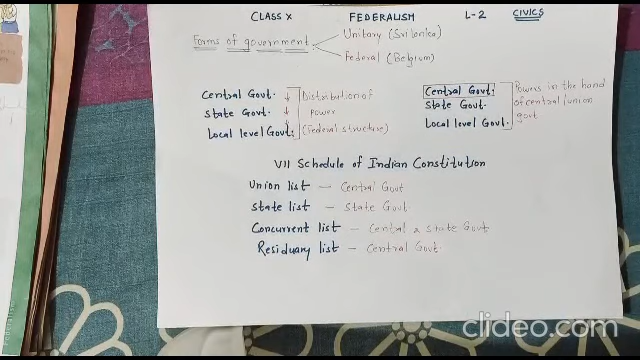 CLASS X FEDERALISM L-2 CIVICS
Forms of government
Unitary (Srilanica)
Federal (Belgium)
Central Govt. Distribution of
State Govt. power
Local level Govt. (Federal structure)
Central Govt. Powers in the hand
State Govt. of central/union
Local level Govt. govt
VII Schedule of Indian Constitution
Union list – Central Govt
State list – State Govt
Concurrent list – Central & State Govt
Residuary list – Central Govt.
clideo.com